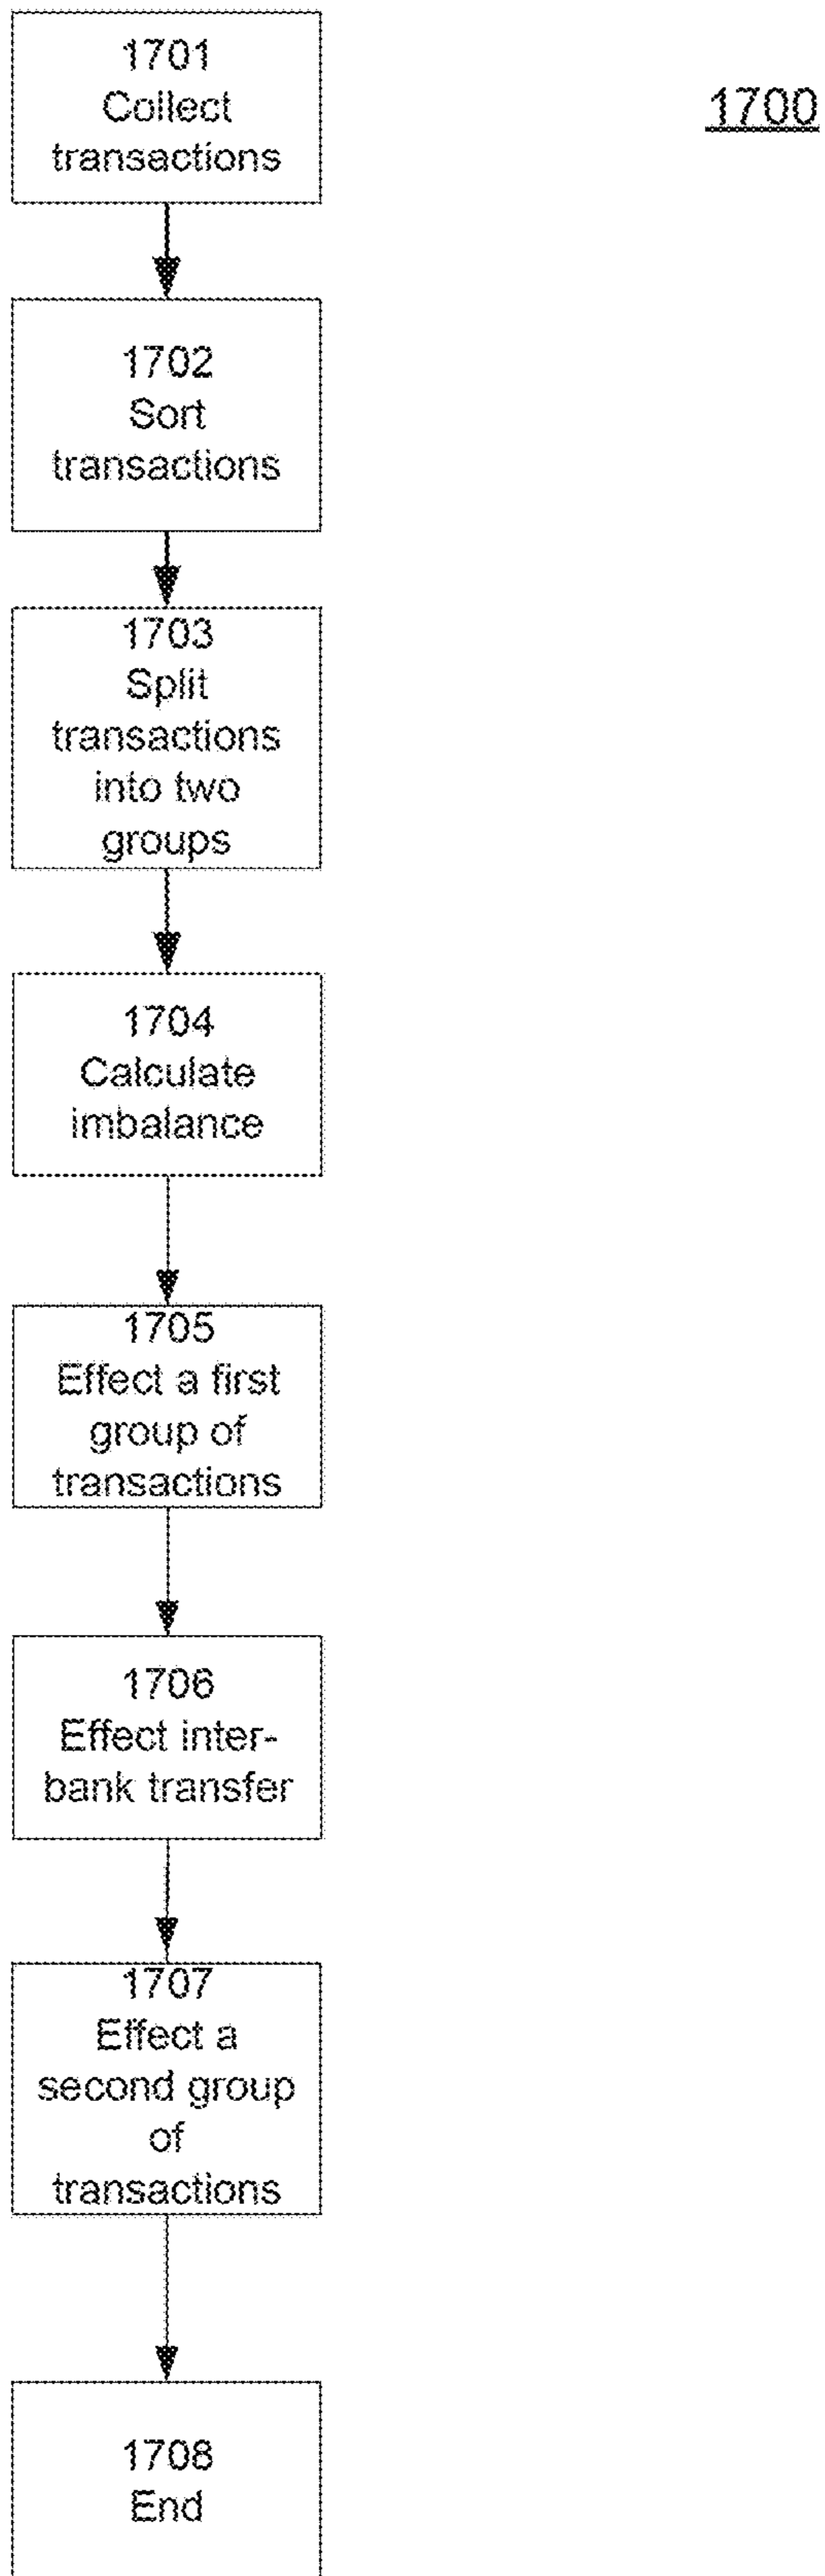 1701
Collect
transactions
1700
1702
Sort
transactions
1703
Split
transactions
into two
groups
1704
Calculate
imbalance
1705
Effect a first
group of
transactions
1706
Effect inter-
bank transfer
1707
Effect a
second group
of
transactions
1708
End